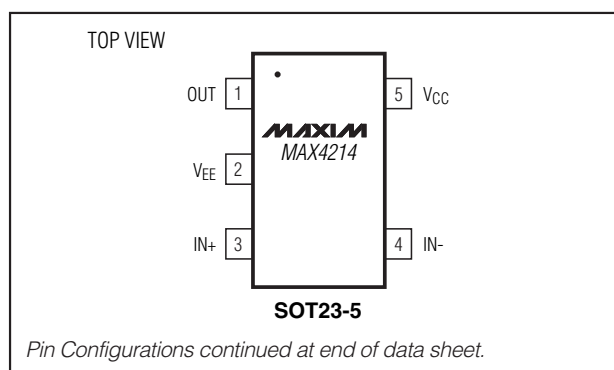 TOP VIEW
OUT 1
5 VCC
MAXIM
MAX4214
VEE 2
IN+ 3
4 IN-
SOT23-5
Pin Configurations continued at end of data sheet.